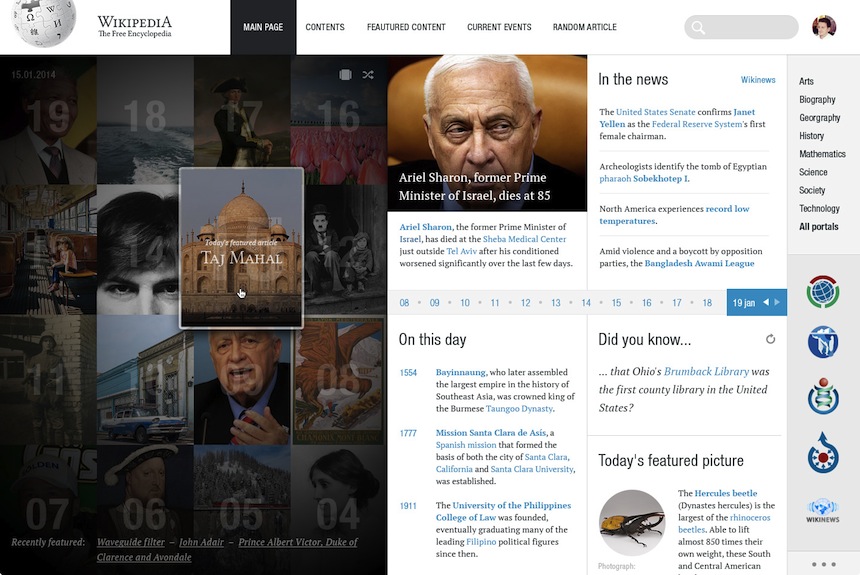 WIKIPEDIA
The Free Encyclopedia
MAIN PAGE
CONTENTS
FEATURED CONTENT
CURRENT EVENTS
RANDOM ARTICLE
15.01.2014
19
18
17
16
Today's featured article
TAJ MAHAL
11
07
06
05
04
Recently featured: Waveguide filter – John Adair – Prince Albert Victor, Duke of
Clarence and Avondale
Ariel Sharon, former Prime
Minister of Israel, dies at 85
Ariel Sharon, the former Prime Minister of
Israel, has died at the Sheba Medical Center
just outside Tel Aviv after his conditioned
worsened significantly over the last few days.
In the news
Wikinews
The United States Senate confirms Janet
Yellen as the Federal Reserve System's first
female chairman.
Archeologists identify the tomb of Egyptian
pharaoh Sobekhotep I.
North America experiences record low
temperatures.
Amid violence and a boycott by opposition
parties, the Bangladesh Awami League
08 • 09 • 10 • 11 • 12 • 13 • 14 • 15 • 16 • 17 • 18
19 jan
On this day
1554
Bayinnaung, who later assembled
the largest empire in the history of
Southeast Asia, was crowned king of
the Burmese Taungoo Dynasty.
1777
Mission Santa Clara de Asís, a
Spanish mission that formed the
basis of both the city of Santa Clara,
California and Santa Clara University,
was established.
1911
The University of the Philippines
College of Law was founded,
eventually graduating many of the
leading Filipino political figures
since then.
Did you know...
... that Ohio's Brumback Library was
the first county library in the United
States?
Today's featured picture
The Hercules beetle
(Dynastes hercules) is the
largest of the rhinoceros
beetles. Able to lift
almost 850 times their
own weight, these South
and Central American
Photograph:
Arts
Biography
Georgraphy
History
Mathematics
Science
Society
Technology
All portals
WIKINEWS